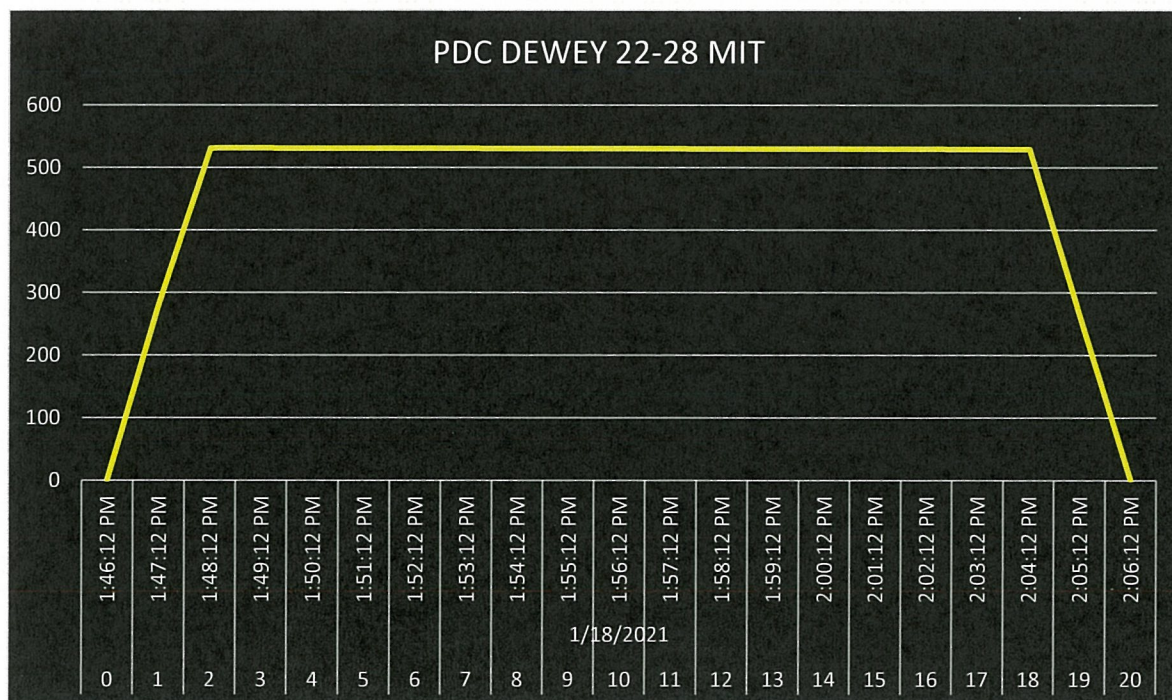 PDC DEWEY 22-28 MIT
600
500
400
300
200
100
0
1:46:12 PM
1:47:12 PM
1:48:12 PM
1:49:12 PM
1:50:12 PM
1:51:12 PM
1:52:12 PM
1:53:12 PM
1:54:12 PM
1:55:12 PM
1:56:12 PM
1:57:12 PM
1:58:12 PM
1:59:12 PM
2:00:12 PM
2:01:12 PM
2:02:12 PM
2:03:12 PM
2:04:12 PM
2:05:12 PM
2:06:12 PM
1/18/2021
0 1 2 3 4 5 6 7 8 9 10 11 12 13 14 15 16 17 18 19 20